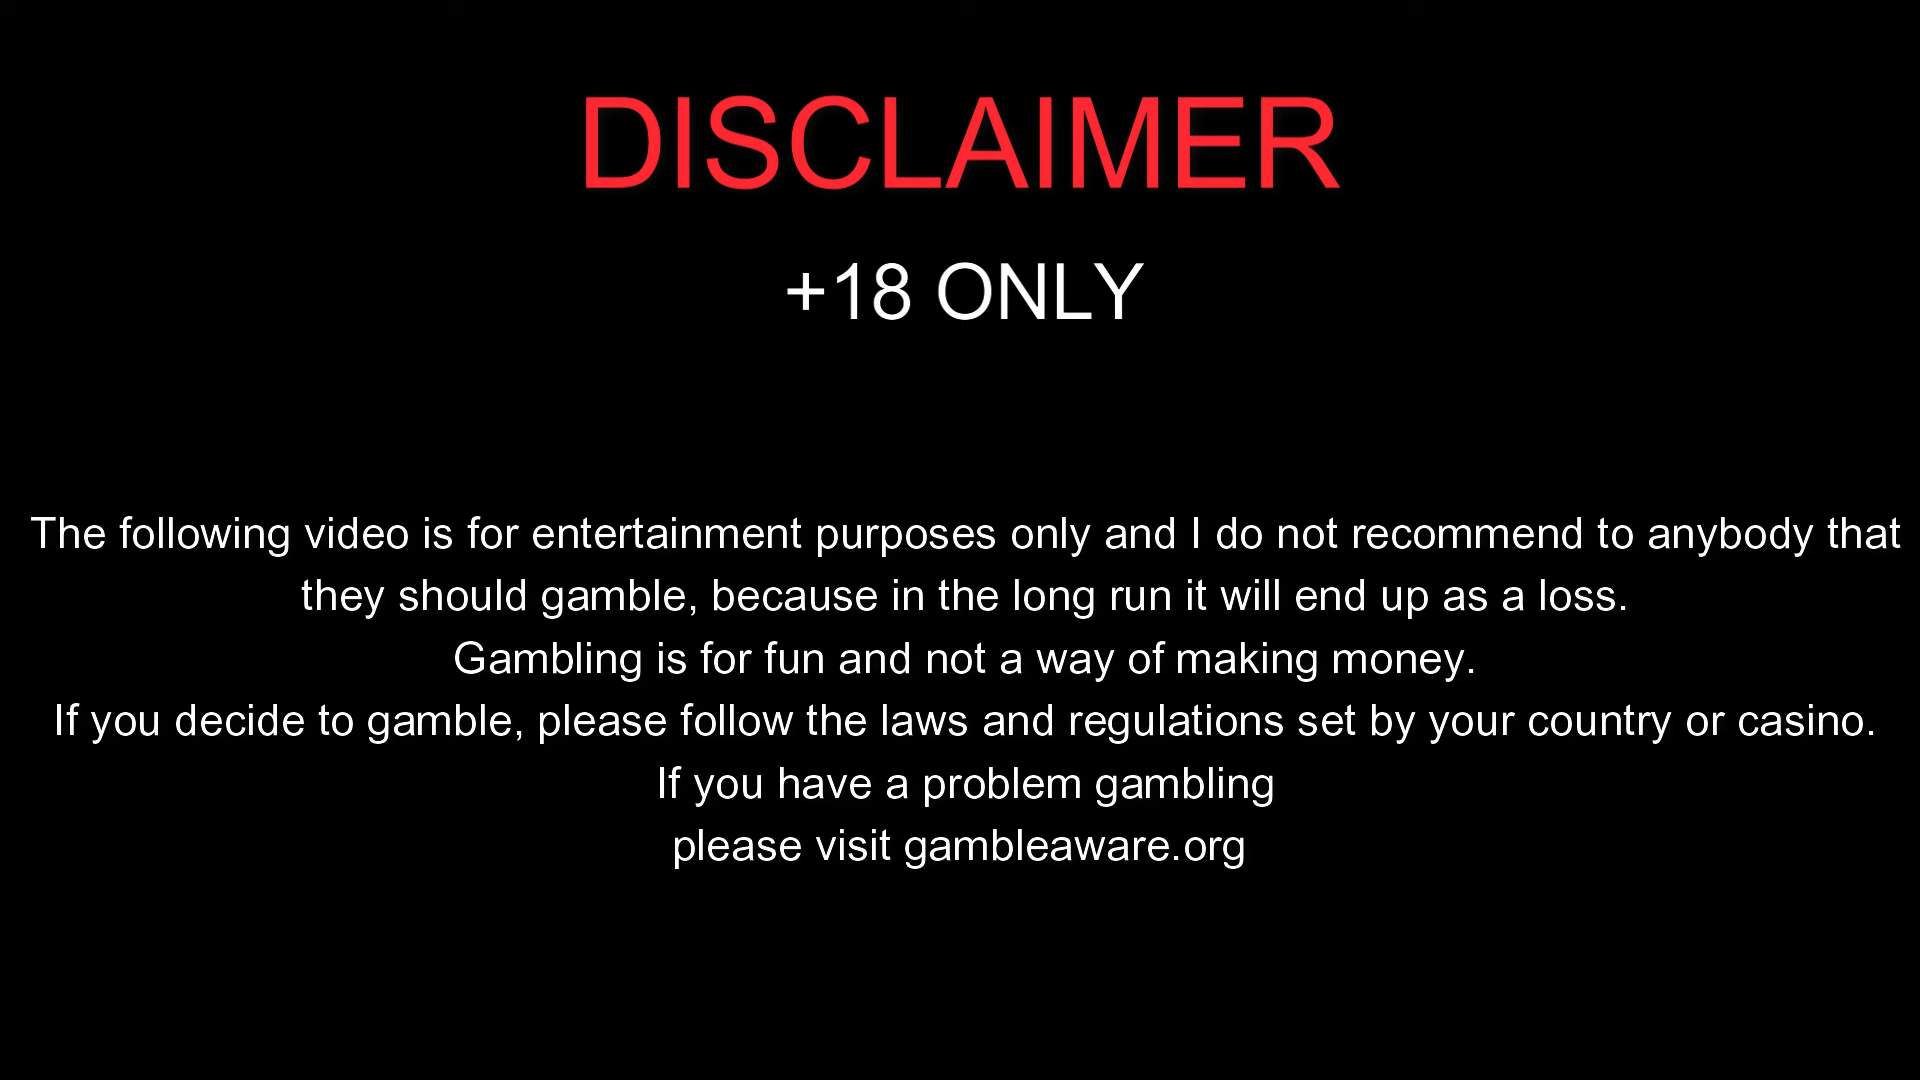 DISCLAIMER
+18 ONLY
The following video is for entertainment purposes only and I do not recommend to anybody that
they should gamble, because in the long run it will end up as a loss.
Gambling is for fun and not a way of making money.
If you decide to gamble, please follow the laws and regulations set by your country or casino.
If you have a problem gambling
please visit gambleaware.org